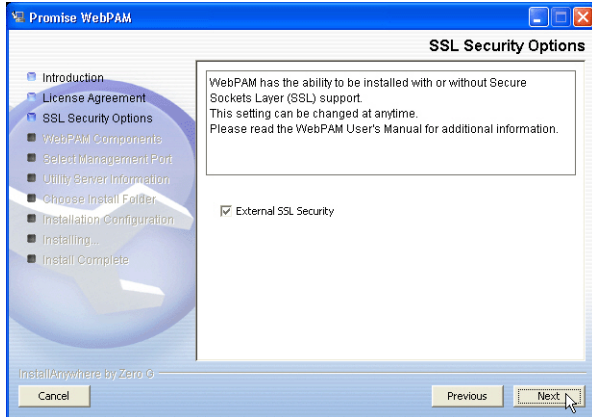 Promise WebPAM
SSL Security Options
Introduction
License Agreement
SSL Security Options
WebPAM Components
Select Management Port
Utility Server Information
Choose Install Folder
Installation Configuration
Installing...
Install Complete
WebPAM has the ability to be installed with or without Secure
Sockets Layer (SSL) support.
This setting can be changed at anytime.
Please read the WebPAM User's Manual for additional information.
External SSL Security
InstallAnywhere by Zero G
Cancel
Previous
Next